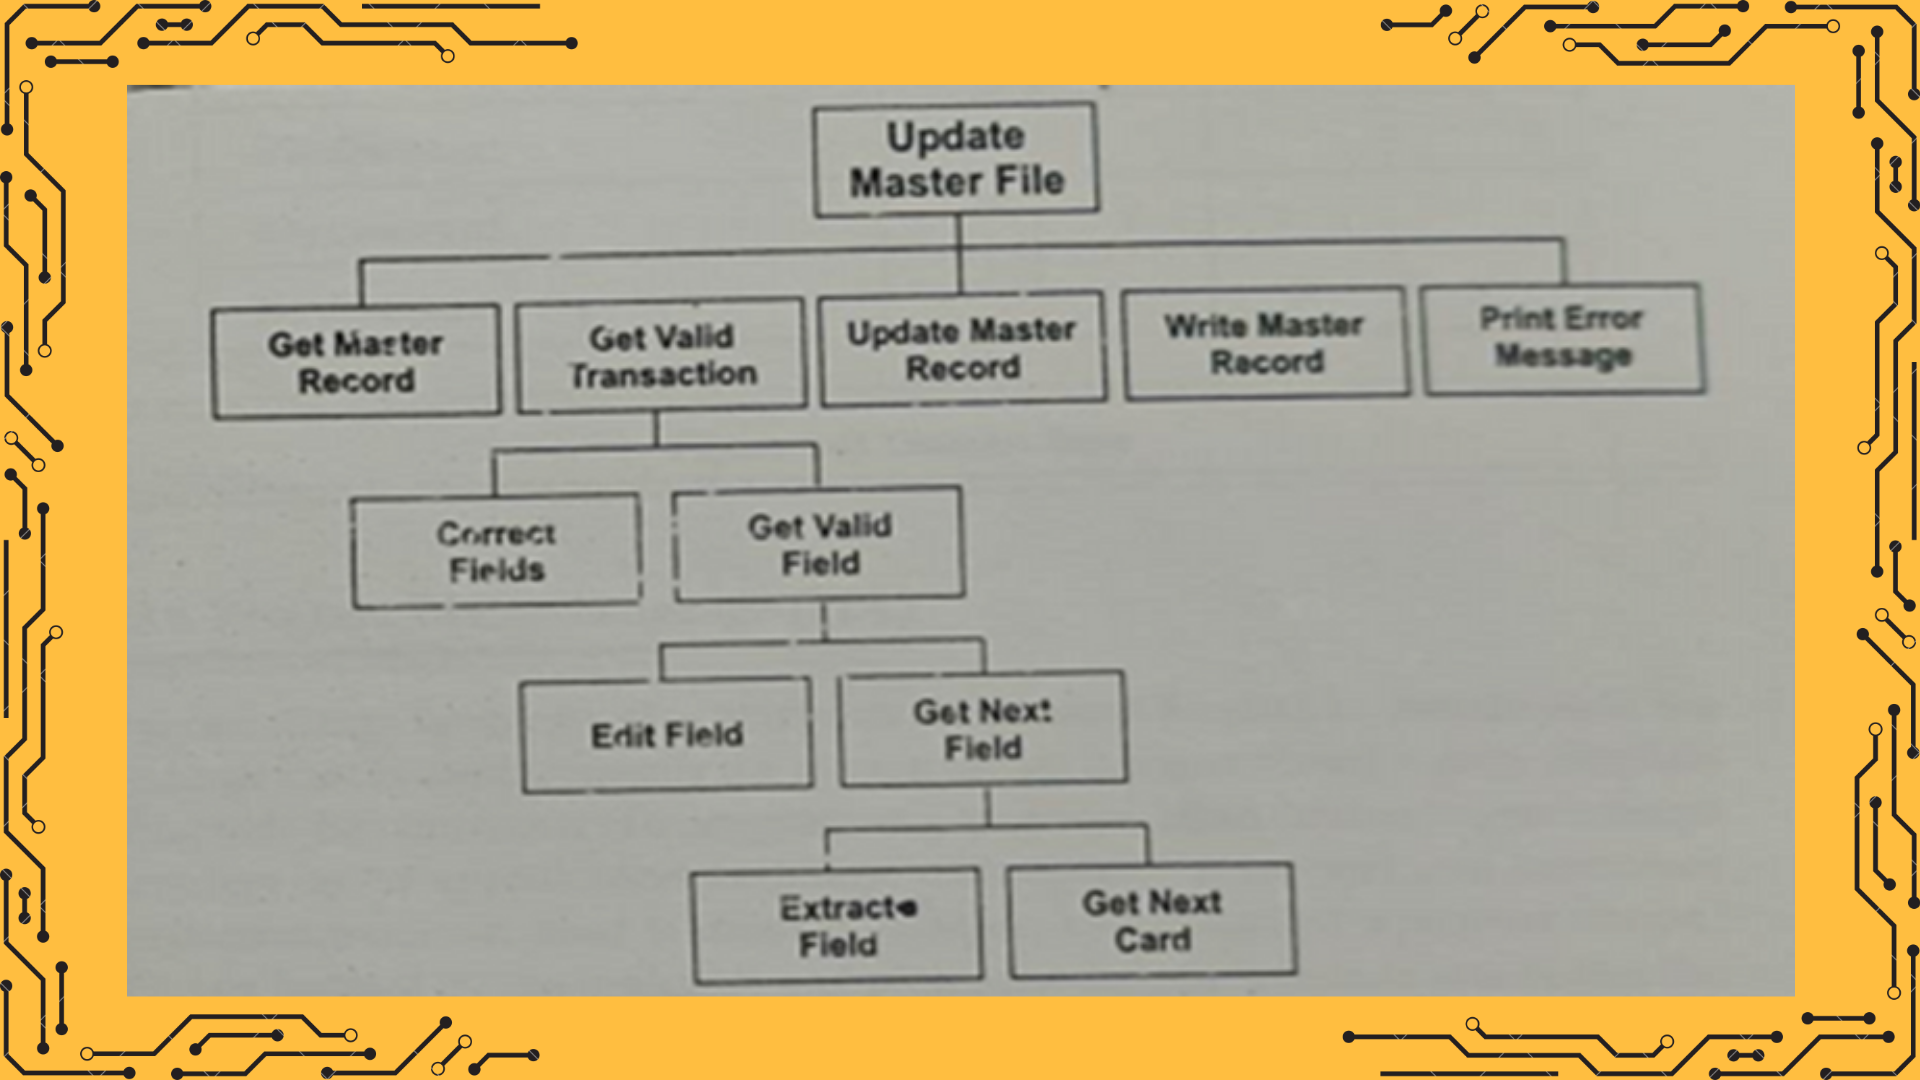 Update
Master File
Get Master
Record
Get Valid
Transaction
Update Master
Record
Write Master
Record
Print Error
Message
Correct
Fields
Get Valid
Field
Edit Field
Get Next
Field
Extract
Field
Get Next
Card